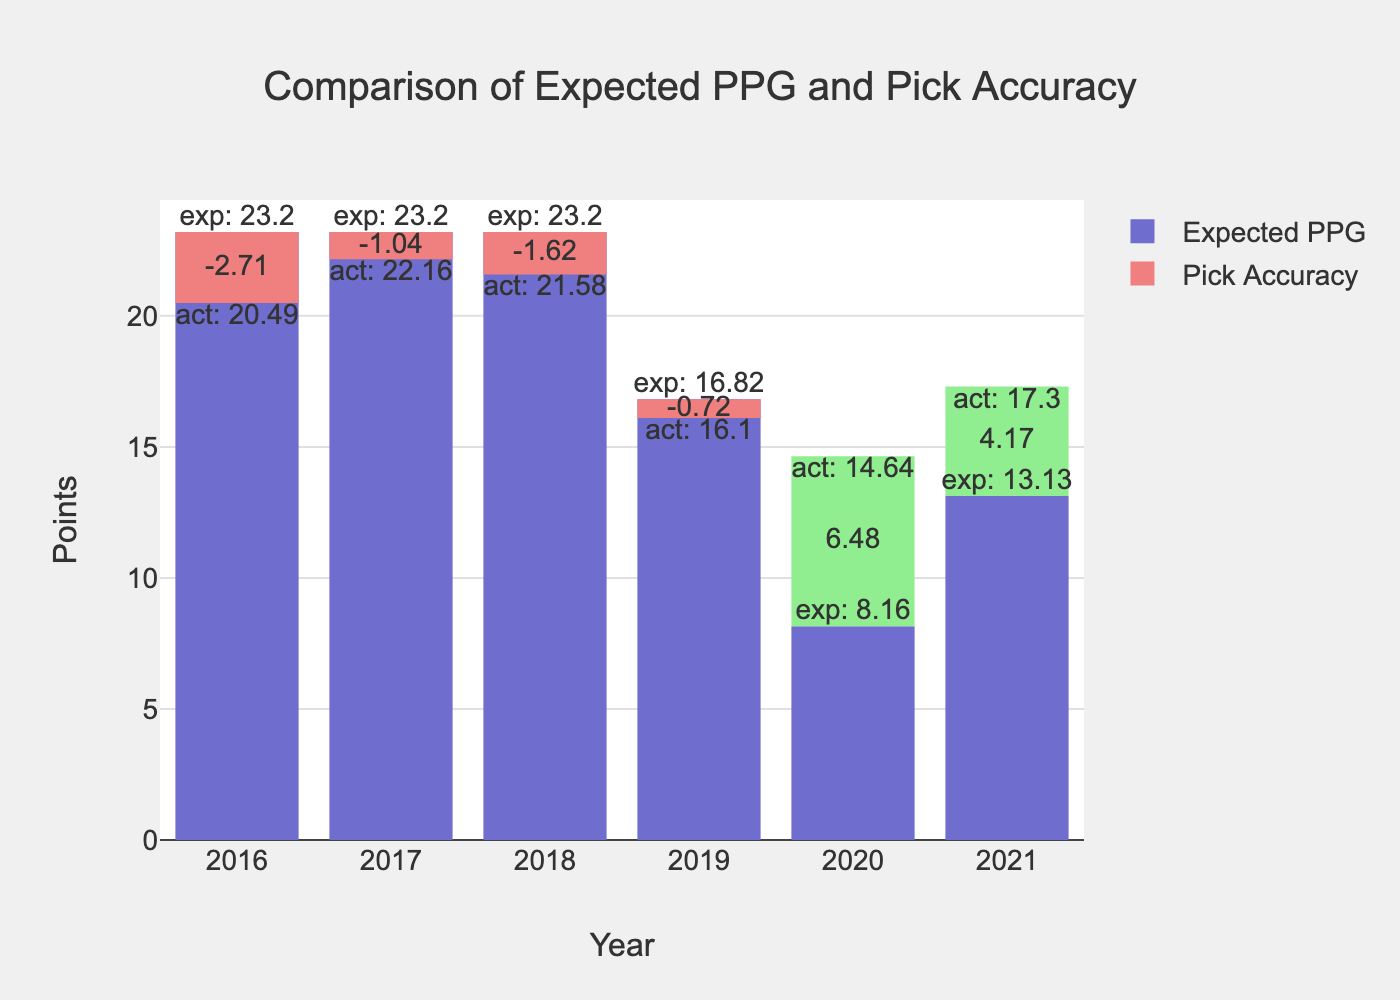 Comparison of Expected PPG and Pick Accuracy
exp: 23.2
exp: 23.2
exp: 23.2
-2.71
-1.04
-1.62
act: 20.49
act: 22.16
act: 21.58
exp: 16.82
-0.72
act: 16.1
act: 14.64
6.48
exp: 8.16
act: 17.3
4.17
exp: 13.13
Expected PPG
Pick Accuracy
20
15
10
5
0
Points
2016
2017
2018
2019
2020
2021
Year